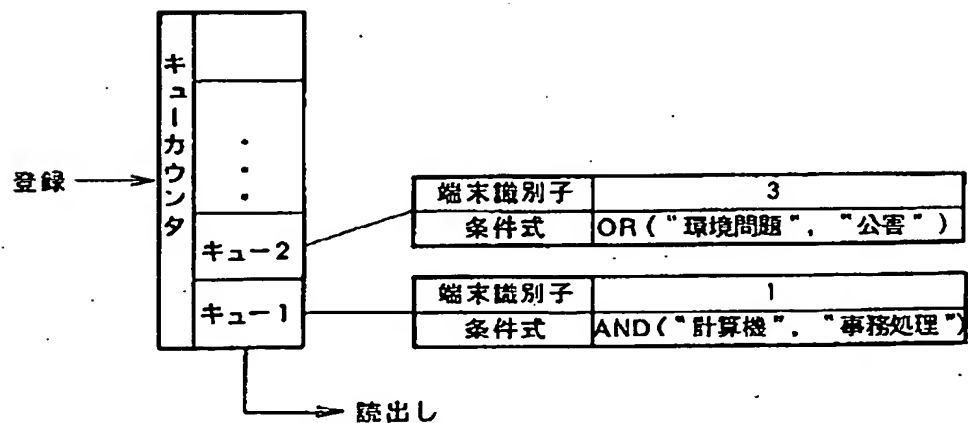 キューカウンタ
登録
キュー2
端末識別子 3
条件式 OR("環境問題", "公害")
キュー1
端末識別子 1
条件式 AND("計算機", "事務処理")
読出し